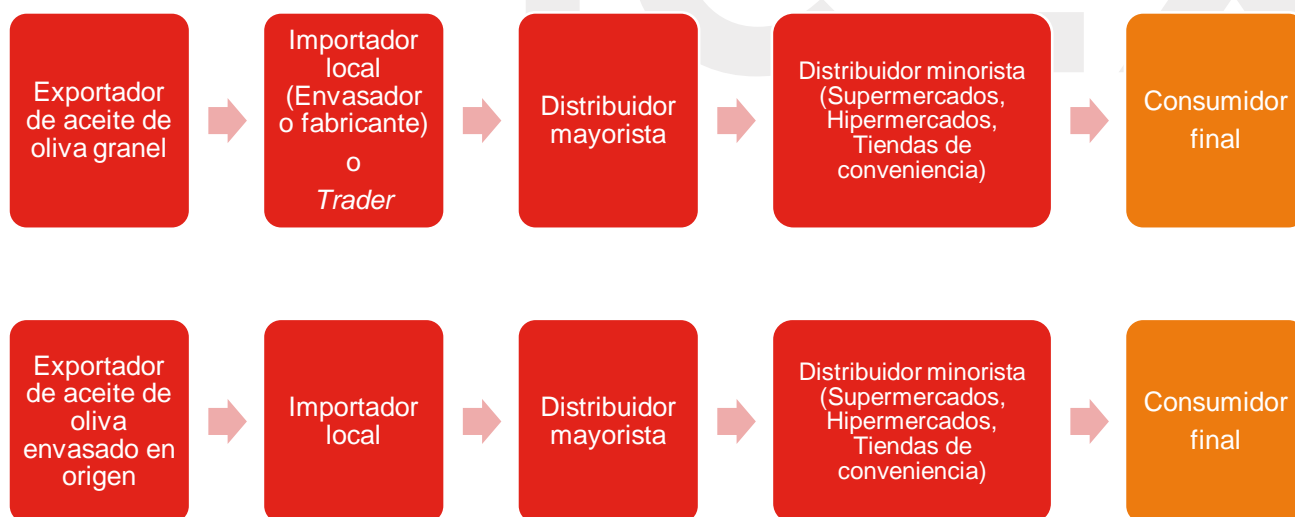 Exportador
de aceite de
oliva granel
Importador
local
(Envasador
o fabricante)
o
Trader
Distribuidor
mayorista
Distribuidor minorista
(Supermercados,
Hipermercados,
Tiendas de
conveniencia)
Consumidor
final
Exportador
de aceite de
oliva
envasado en
origen
Importador
local
Distribuidor
mayorista
Distribuidor minorista
(Supermercados,
Hipermercados,
Tiendas de
conveniencia)
Consumidor
final